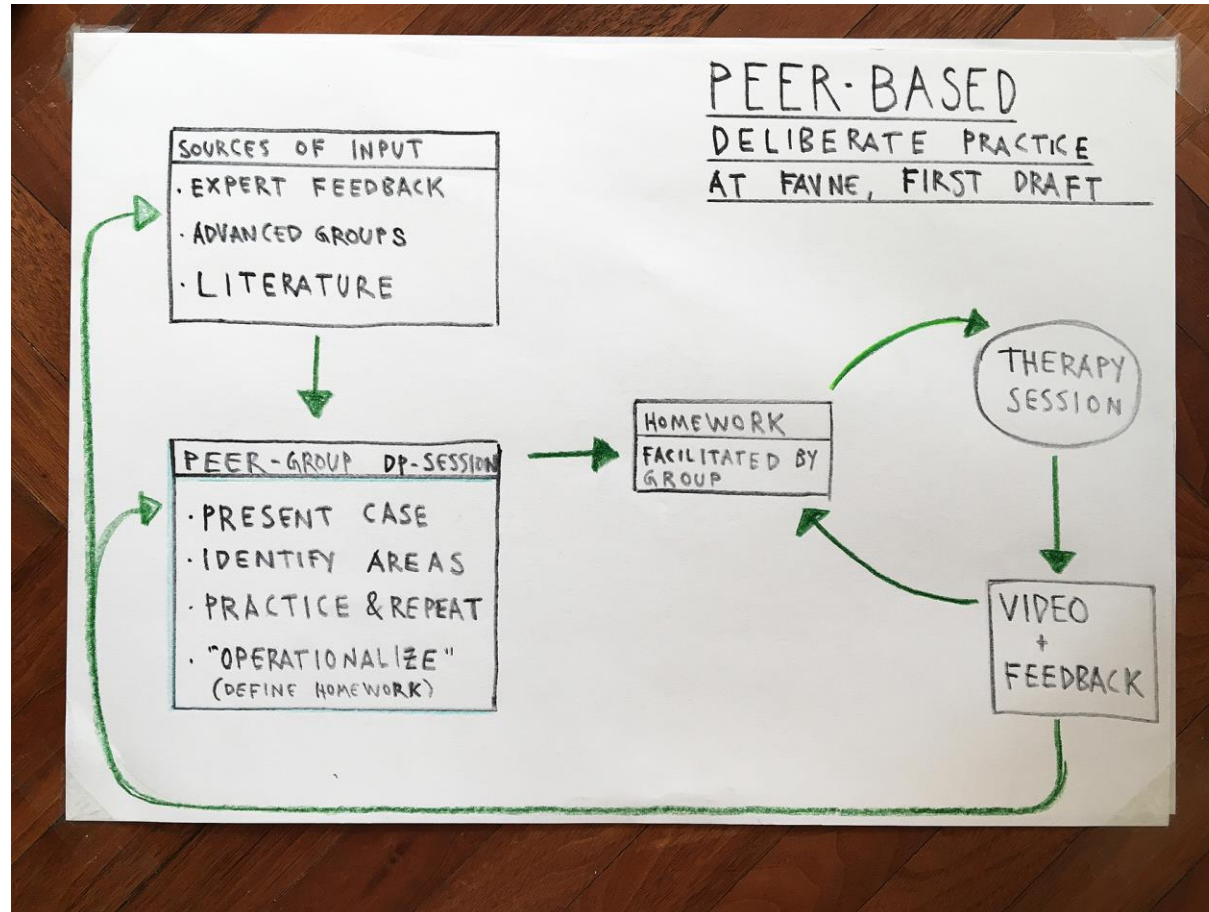 PEER-BASED
DELIBERATE PRACTICE
AT FAVNE, FIRST DRAFT
SOURCES OF INPUT
· EXPERT FEEDBACK
· ADVANCED GROUPS
· LITERATURE
PEER-GROUP DP-SESSION
· PRESENT CASE
· IDENTIFY AREAS
· PRACTICE & REPEAT
· "OPERATIONALIZE"
(DEFINE HOMEWORK)
HOMEWORK
FACILITATED BY
GROUP
THERAPY
SESSION
VIDEO
+
FEEDBACK